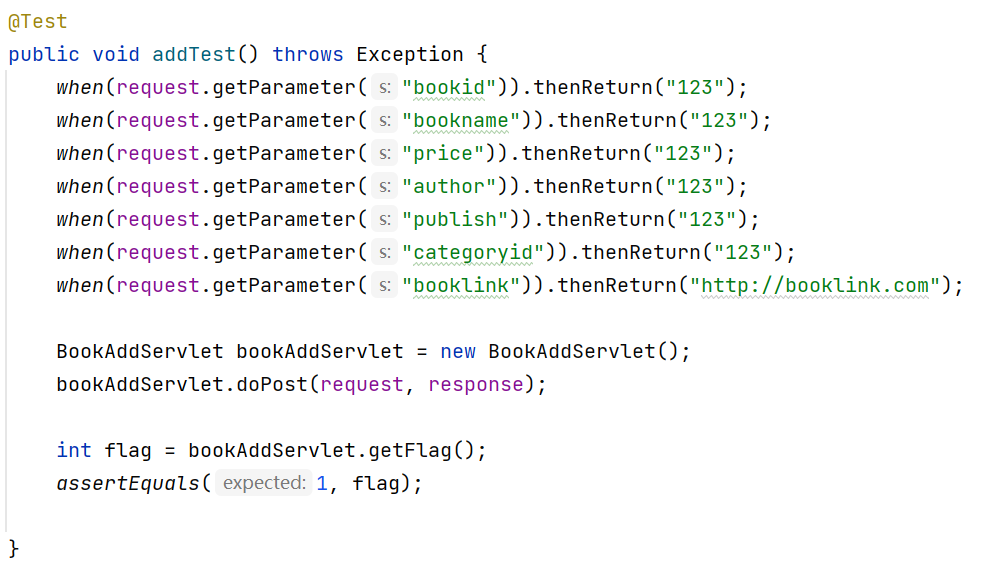 @Test
public void addTest() throws Exception {
    when(request.getParameter( s: "bookid")).thenReturn("123");
    when(request.getParameter( s: "bookname")).thenReturn("123");
    when(request.getParameter( s: "price")).thenReturn("123");
    when(request.getParameter( s: "author")).thenReturn("123");
    when(request.getParameter( s: "publish")).thenReturn("123");
    when(request.getParameter( s: "categoryid")).thenReturn("123");
    when(request.getParameter( s: "booklink")).thenReturn("http://booklink.com");
    BookAddServlet bookAddServlet = new BookAddServlet();
    bookAddServlet.doPost(request, response);
    int flag = bookAddServlet.getFlag();
    assertEquals( expected: 1, flag);
}